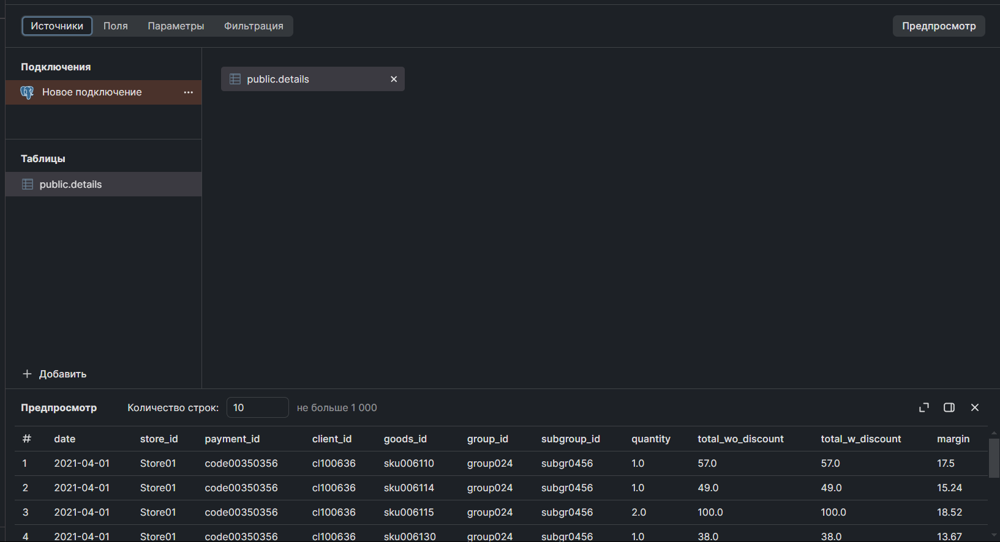 Источники Поля Параметры Фильтрация Предпросмотр
Подключения
Новое подключение
public.details
Таблицы
public.details
Добавить
Предпросмотр Количество строк: 10 не больше 1 000
# date store_id payment_id client_id goods_id group_id subgroup_id quantity total_wo_discount total_w_discount margin
1 2021-04-01 Store01 code00350356 cl100636 sku006110 group024 subgr0456 1.0 57.0 57.0 17.5
2 2021-04-01 Store01 code00350356 cl100636 sku006114 group024 subgr0456 1.0 49.0 49.0 15.24
3 2021-04-01 Store01 code00350356 cl100636 sku006115 group024 subgr0456 2.0 100.0 100.0 18.52
4 2021-04-01 Store01 code00350356 cl100636 sku006130 group024 subgr0456 1.0 38.0 38.0 13.67